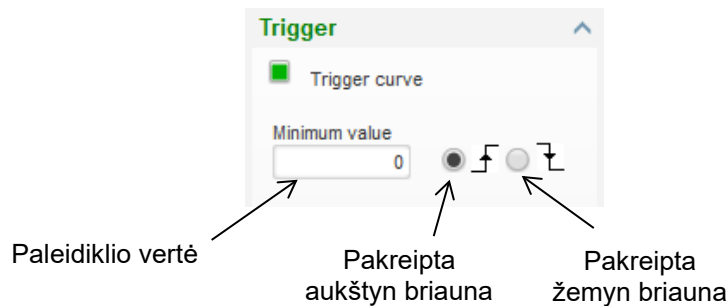 Trigger
Trigger curve
Minimum value
0
Paleidiklio vertė
Pakreipta
aukštyn briauna
Pakreipta
žemyn briauna